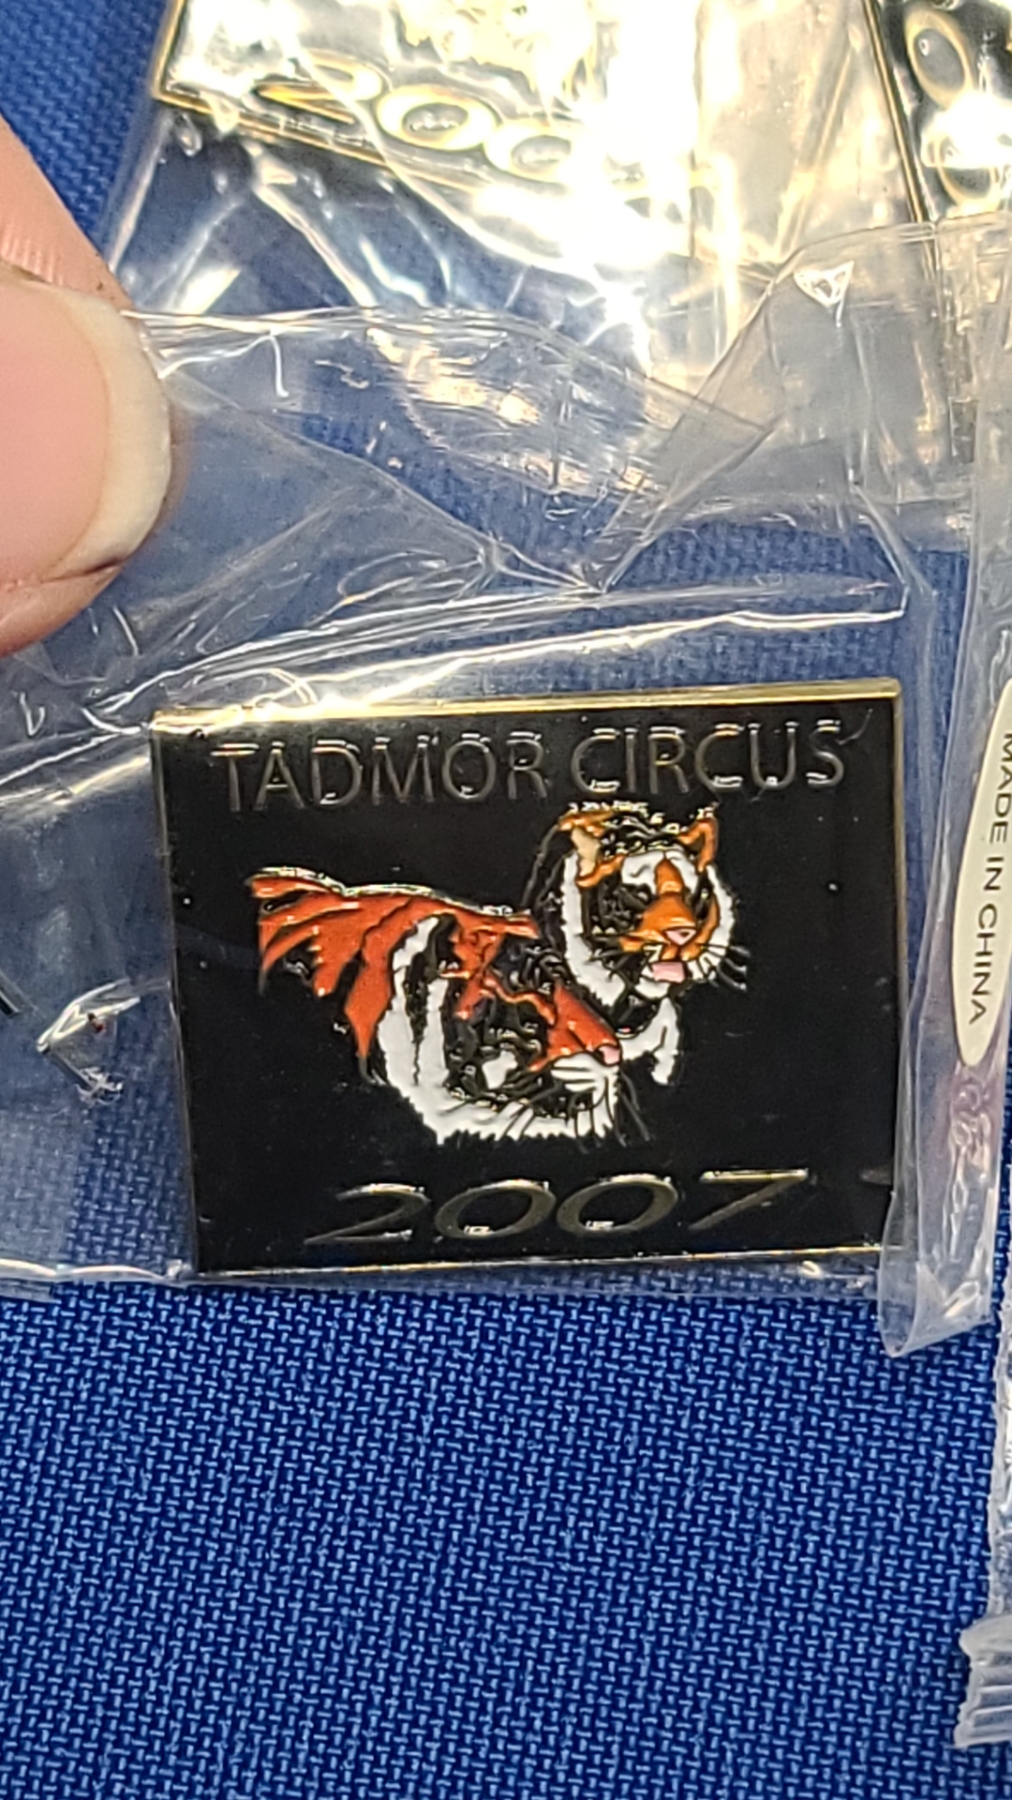 TADMOR CIRCUS
2007
MADE IN CHINA